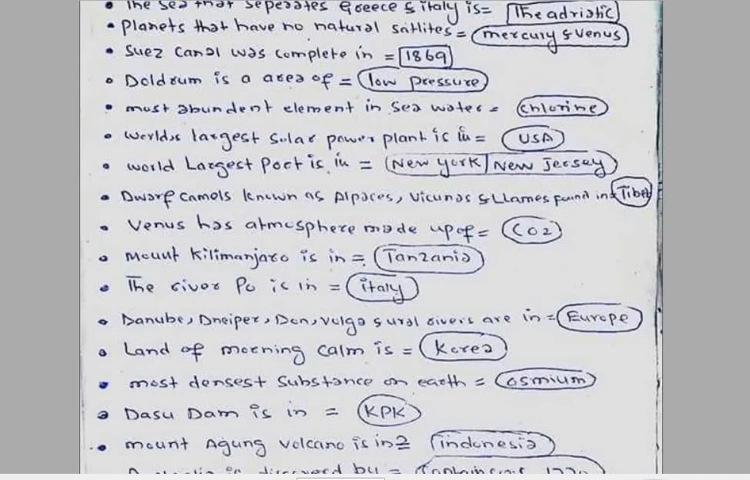 • The sea that seperates Greece & italy is= The adriatic
• Planets that have no natural satlites= mercury & Venus
• Suez Canal was complete in = 1869
• Doldrum is a area of = low pressure
• most abundent element in sea water= chlorine
• worlds largest solar power plant is in= USA
• world Largest Port is in = New York/New Jersey
• Dwarf camels known as Alpaces, Vicunas & Llames found in= Tibet
• Venus has atmosphere made up of= CO2
• mount Kilimanjaro is in = Tanzania
• The river Po is in = italy
• Danube, Dneiper, Don, Volga & ural rivers are in = Europe
• Land of morning calm is = Korea
• most densest substance on earth = osmium
• Dasu Dam is in = KPK
• mount Agung volcano is in= indonesia
is discovered by =